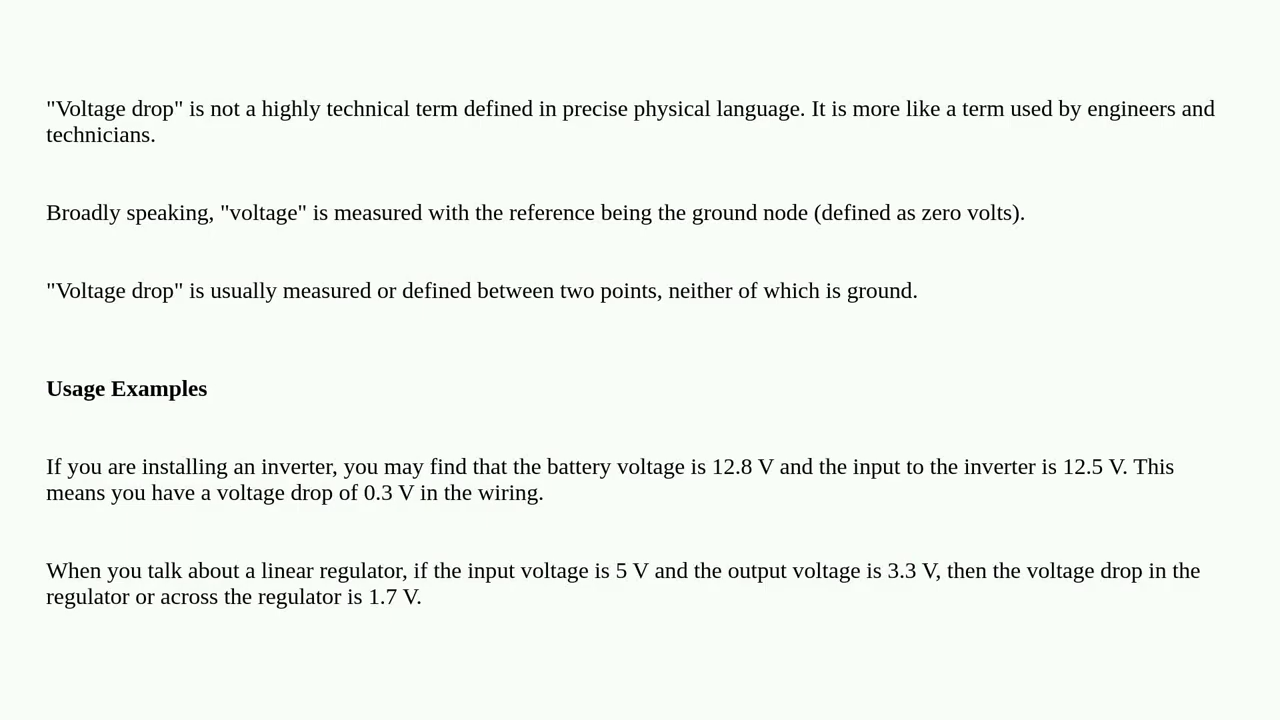 "Voltage drop" is not a highly technical term defined in precise physical language. It is more like a term used by engineers and
technicians.
Broadly speaking, "voltage" is measured with the reference being the ground node (defined as zero volts).
"Voltage drop" is usually measured or defined between two points, neither of which is ground.
Usage Examples
If you are installing an inverter, you may find that the battery voltage is 12.8 V and the input to the inverter is 12.5 V. This
means you have a voltage drop of 0.3 V in the wiring.
When you talk about a linear regulator, if the input voltage is 5 V and the output voltage is 3.3 V, then the voltage drop in the
regulator or across the regulator is 1.7 V.